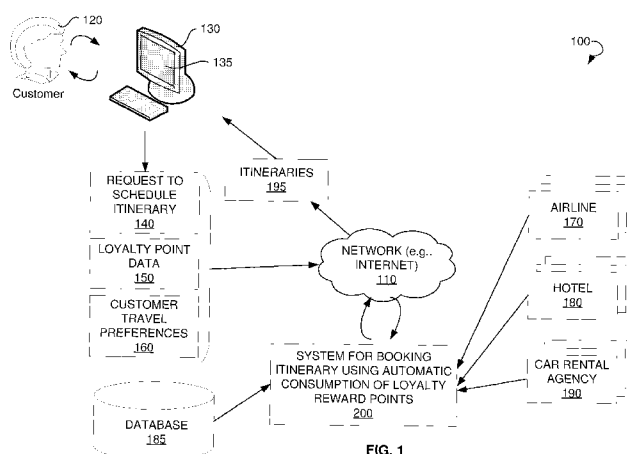 120
130
135
100
Customer
REQUEST TO
SCHEDULE
ITINERARY
140
LOYALTY POINT
DATA
150
CUSTOMER
TRAVEL
PREFERENCES
160
ITINERARIES
195
NETWORK (e.g.,
INTERNET)
110
AIRLINE
170
HOTEL
180
CAR RENTAL
AGENCY
190
SYSTEM FOR BOOKING
ITINERARY USING AUTOMATIC
CONSUMPTION OF LOYALTY
REWARD POINTS
200
DATABASE
185
FIG. 1